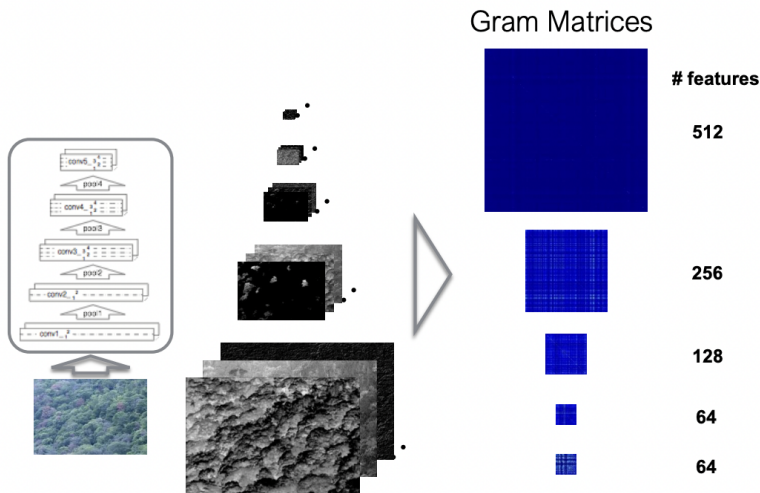 Gram Matrices
# features
512
conv5_
pool4
256
conv4_
pool3
conv3_
pool2
conv2_
pool1
128
conv1_
64
64